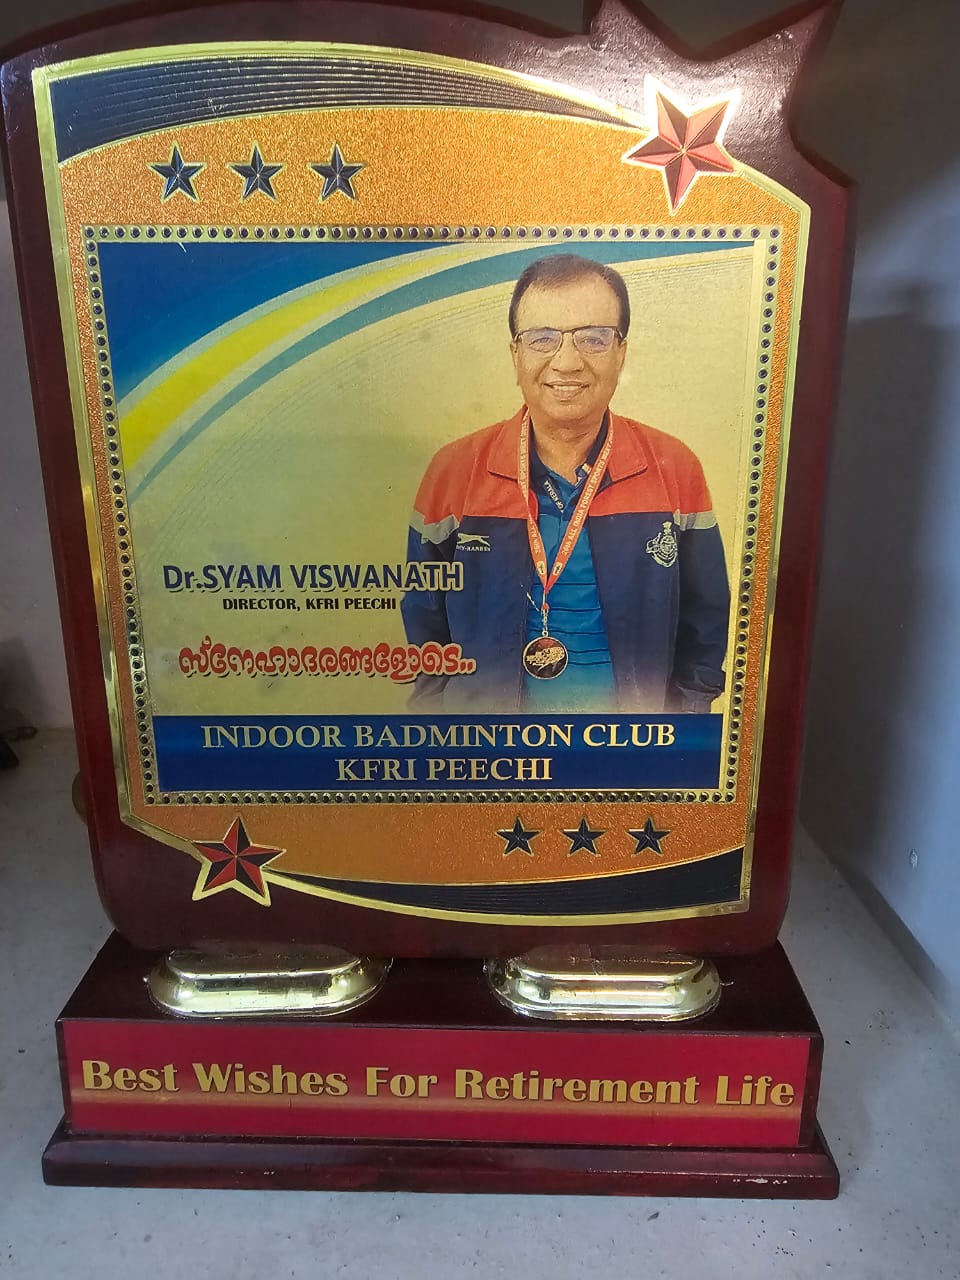 Dr.SYAM VISWANATH
DIRECTOR, KFRI PEECHI
സ്നേഹാദരങ്ങളോടെ..
INDOOR BADMINTON CLUB
KFRI PEECHI
Best Wishes For Retirement Life